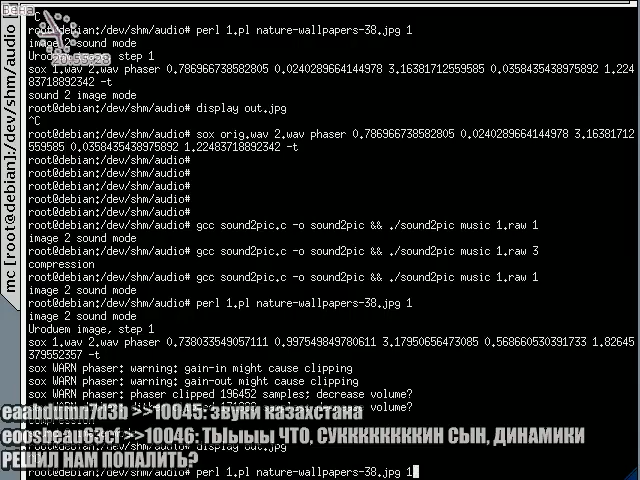 ВСНВ
^C
root@debian:/dev/shm/audio# perl 1.pl nature-wallpapers-38.jpg 1
image 2 sound mode
Uroduem image, step 1
20:55:28
sox 1.wav 2.wav phaser 0.786966738582805 0.0240289664144978 3.16381712559585 0.0358435438975892 1.224
83718892342 -t
sound 2 image mode
root@debian:/dev/shm/audio# display out.jpg
^C
root@debian:/dev/shm/audio# sox orig.wav 2.wav phaser 0.786966738582805 0.0240289664144978 3.16381712
559585 0.0358435438975892 1.22483718892342 -t
root@debian:/dev/shm/audio#
root@debian:/dev/shm/audio#
root@debian:/dev/shm/audio#
root@debian:/dev/shm/audio#
root@debian:/dev/shm/audio#
root@debian:/dev/shm/audio# gcc sound2pic.c -o sound2pic && ./sound2pic music 1.raw 1
image 2 sound mode
root@debian:/dev/shm/audio# gcc sound2pic.c -o sound2pic && ./sound2pic music 1.raw 3
compression
root@debian:/dev/shm/audio# gcc sound2pic.c -o sound2pic && ./sound2pic music 1.raw 1
image 2 sound mode
root@debian:/dev/shm/audio# perl 1.pl nature-wallpapers-38.jpg 1
image 2 sound mode
Uroduem image, step 1
sox 1.wav 2.wav phaser 0.738033549057111 0.997549849780611 3.17950656473085 0.568660530391733 1.82645
379552357 -t
sox WARN phaser: warning: gain-in might cause clipping
sox WARN phaser: warning: gain-out might cause clipping
sox WARN phaser: phaser clipped 196452 samples; decrease volume?
eaabdumn7d3b >>10045: звуки казахстана
compression
eoosheau63cf >>10046: ТЫыыы ЧТО, СУККККККККИН СЫН, ДИНАМИКИ
РЕШИЛ НАМ ПОПАЛИТЬ?
display out.jpg
root@debian:/dev/shm/audio# perl 1.pl nature-wallpapers-38.jpg 1
mc [root@debian]:/dev/shm/audio